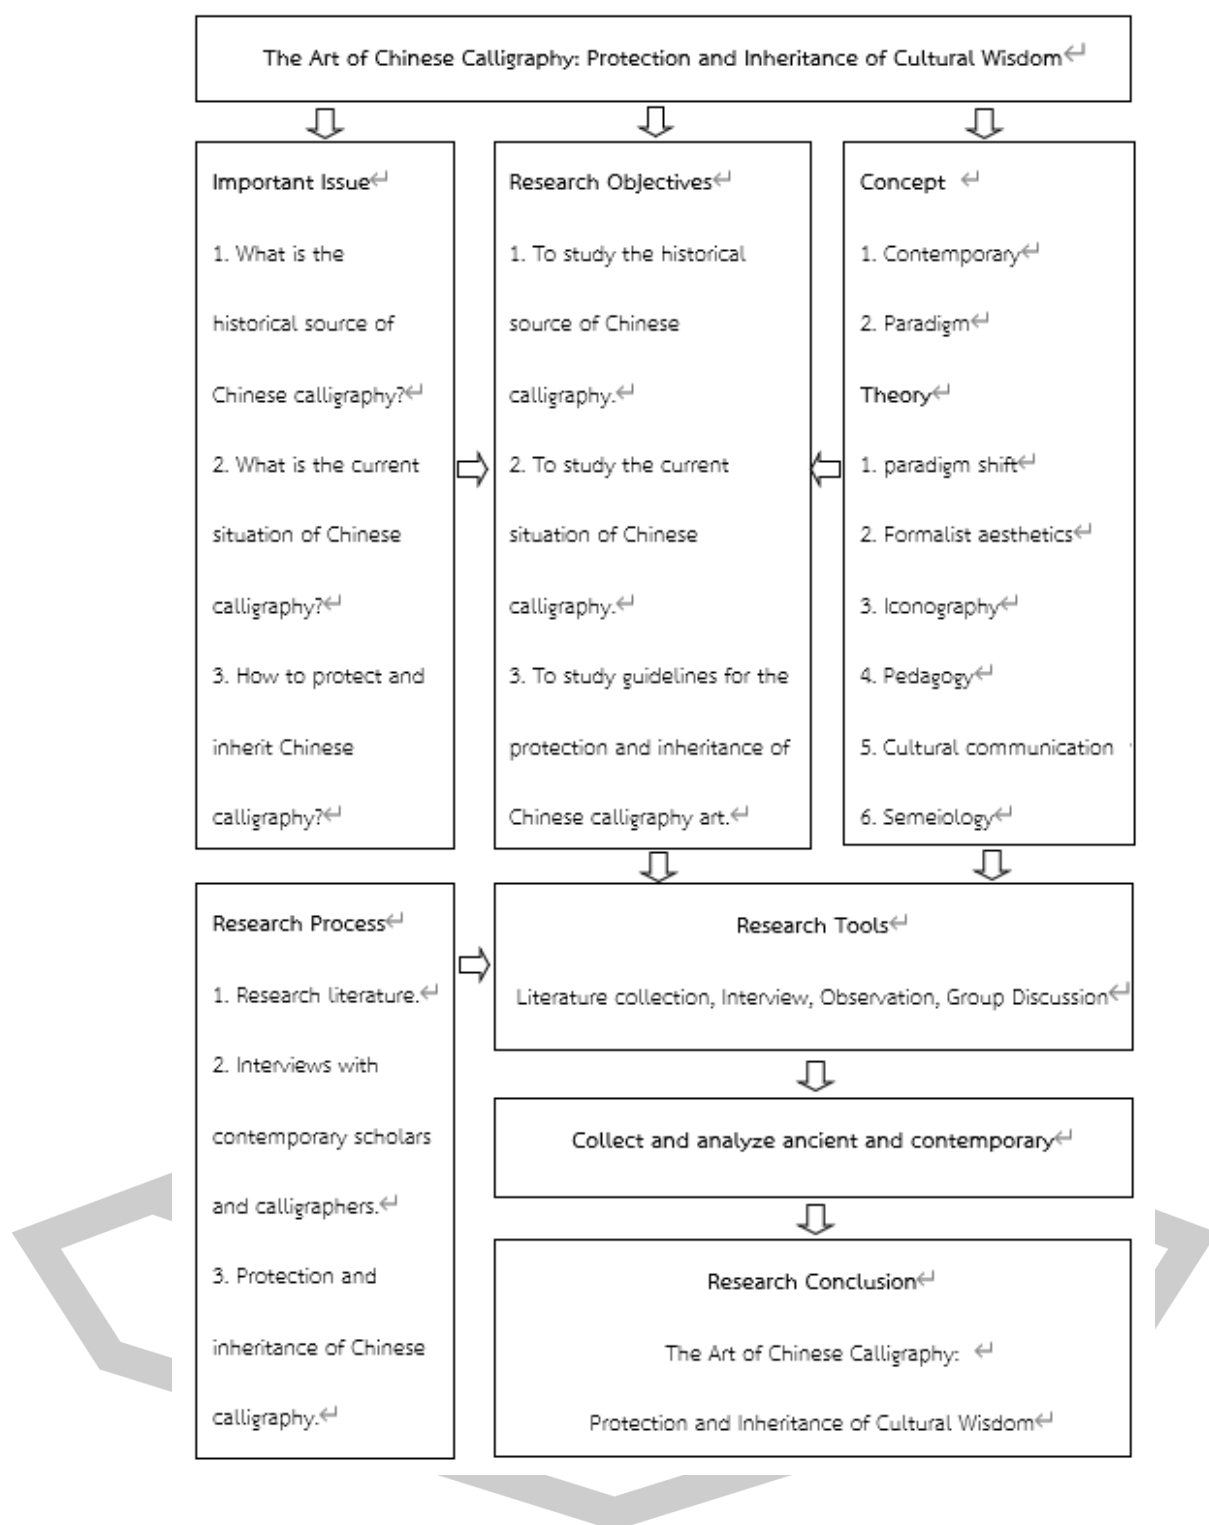 The Art of Chinese Calligraphy: Protection and Inheritance of Cultural Wisdom
Important Issue
1. What is the
historical source of
Chinese calligraphy?
2. What is the current
situation of Chinese
calligraphy?
3. How to protect and
inherit Chinese
calligraphy?
Research Objectives
1. To study the historical
source of Chinese
calligraphy.
2. To study the current
situation of Chinese
calligraphy.
3. To study guidelines for the
protection and inheritance of
Chinese calligraphy art.
Concept
1. Contemporary
2. Paradigm
Theory
1. paradigm shift
2. Formalist aesthetics
3. Iconography
4. Pedagogy
5. Cultural communication
6. Semeiology
Research Process
1. Research literature.
2. Interviews with
contemporary scholars
and calligraphers.
3. Protection and
inheritance of Chinese
calligraphy.
Research Tools
Literature collection, Interview, Observation, Group Discussion
Collect and analyze ancient and contemporary
Research Conclusion
The Art of Chinese Calligraphy:
Protection and Inheritance of Cultural Wisdom